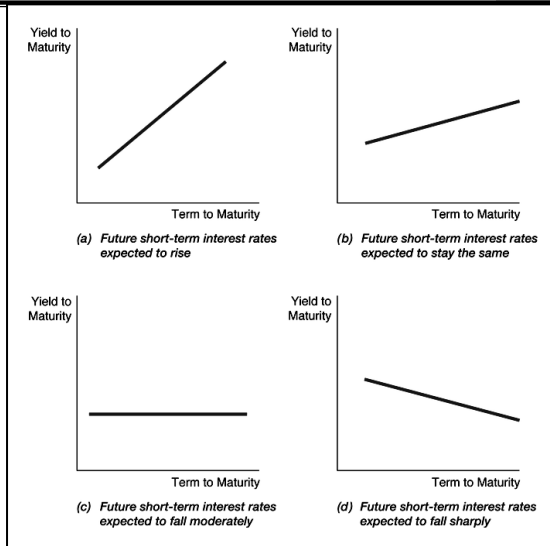 Yield to
Maturity
Term to Maturity
(a) Future short-term interest rates
expected to rise
Yield to
Maturity
Term to Maturity
(b) Future short-term interest rates
expected to stay the same
Yield to
Maturity
Term to Maturity
(c) Future short-term interest rates
expected to fall moderately
Yield to
Maturity
Term to Maturity
(d) Future short-term interest rates
expected to fall sharply